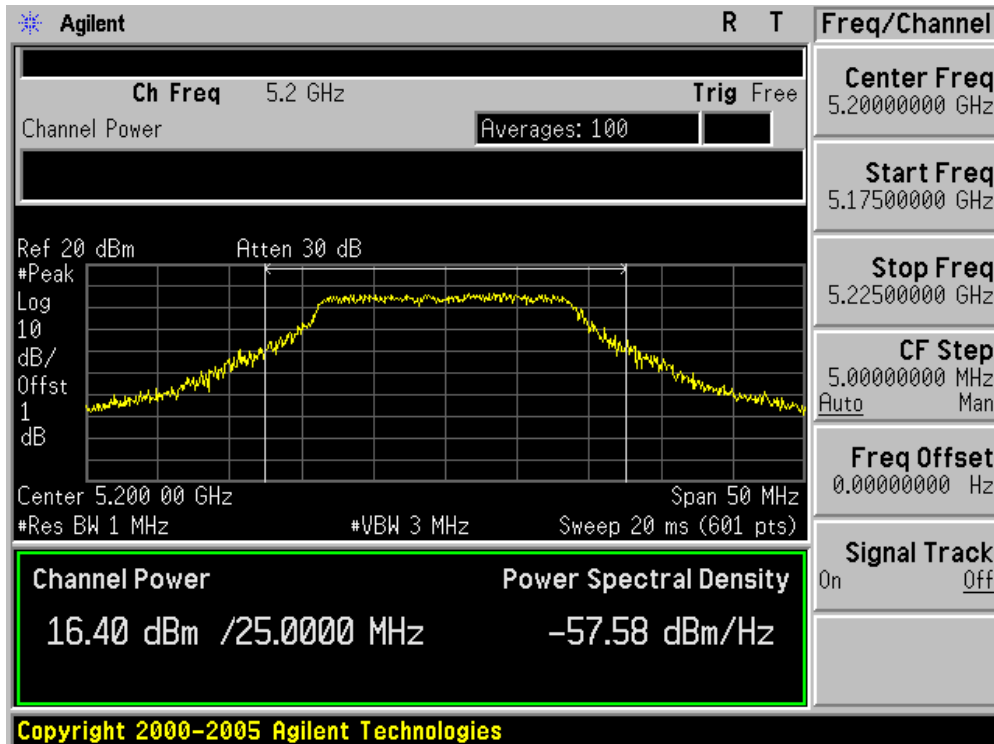 Agilent R T Freq/Channel
Ch Freq 5.2 GHz Trig Free
Channel Power Averages: 100
Ref 20 dBm Atten 30 dB
#Peak
Log
10
dB/
Offst
1
dB
Center 5.200 00 GHz Span 50 MHz
#Res BW 1 MHz #VBW 3 MHz Sweep 20 ms (601 pts)
Channel Power Power Spectral Density
16.40 dBm /25.0000 MHz -57.58 dBm/Hz
Copyright 2000-2005 Agilent Technologies
Center Freq
5.20000000 GHz
Start Freq
5.17500000 GHz
Stop Freq
5.22500000 GHz
CF Step
5.00000000 MHz
Auto Man
Freq Offset
0.00000000 Hz
Signal Track
On Off